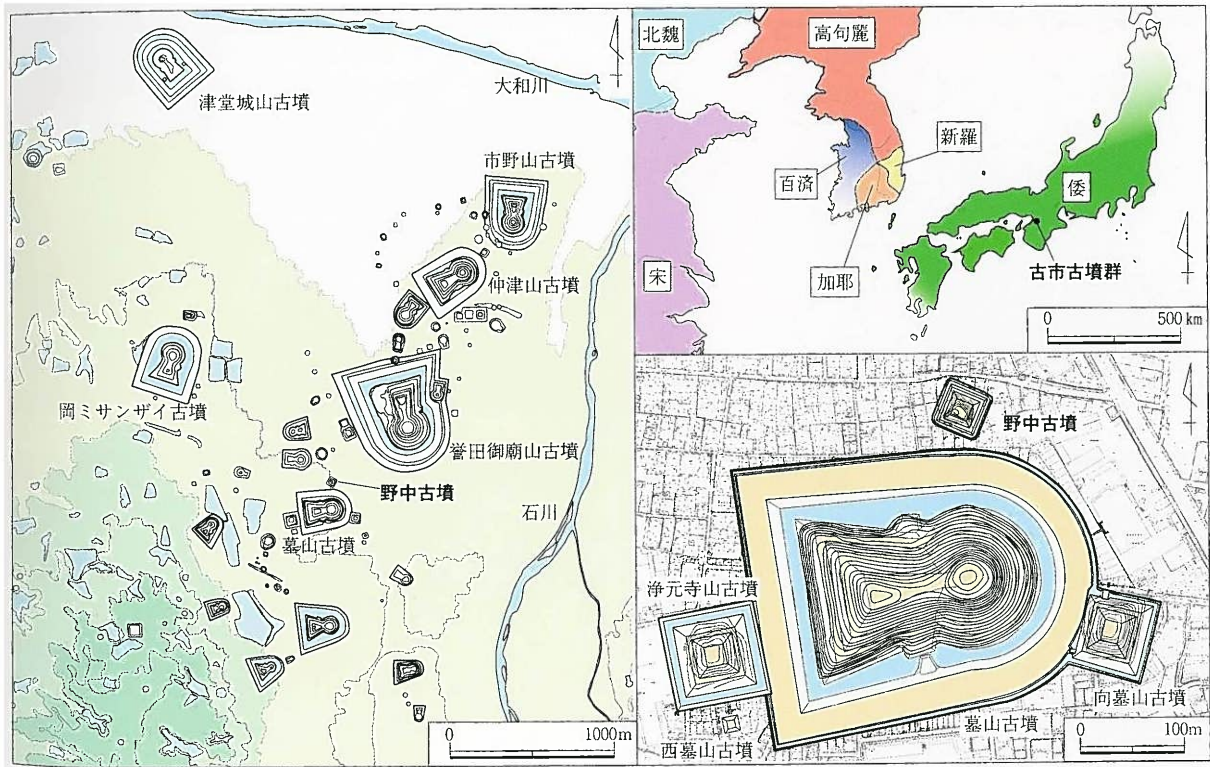 津堂城山古墳
大和川
市野山古墳
仲津山古墳
岡ミサンザイ古墳
誉田御廟山古墳
野中古墳
石川
墓山古墳
0 1000m
北魏
高句麗
新羅
百済
倭
加耶
宋
古市古墳群
0 500km
野中古墳
浄元寺山古墳
向墓山古墳
墓山古墳
西墓山古墳
0 100m